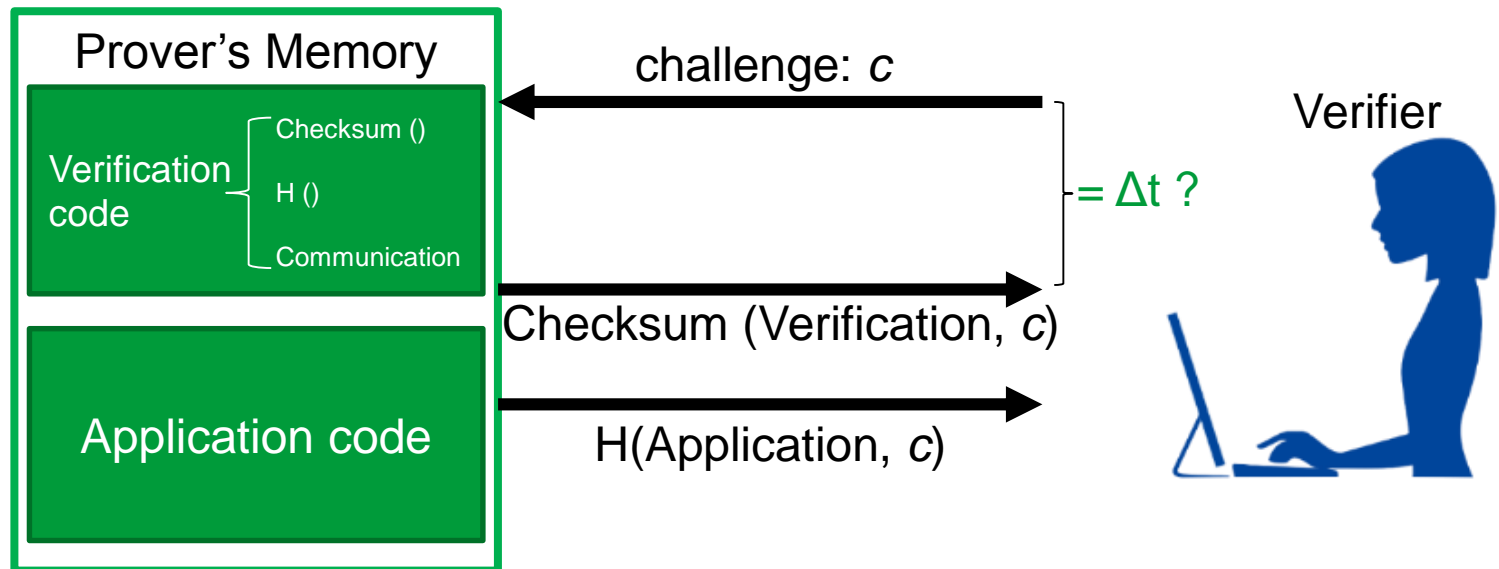 Prover’s Memory
Verification
code
Checksum ()
H ()
Communication
Application code
challenge: c
= Δt ?
Checksum (Verification, c)
H(Application, c)
Verifier